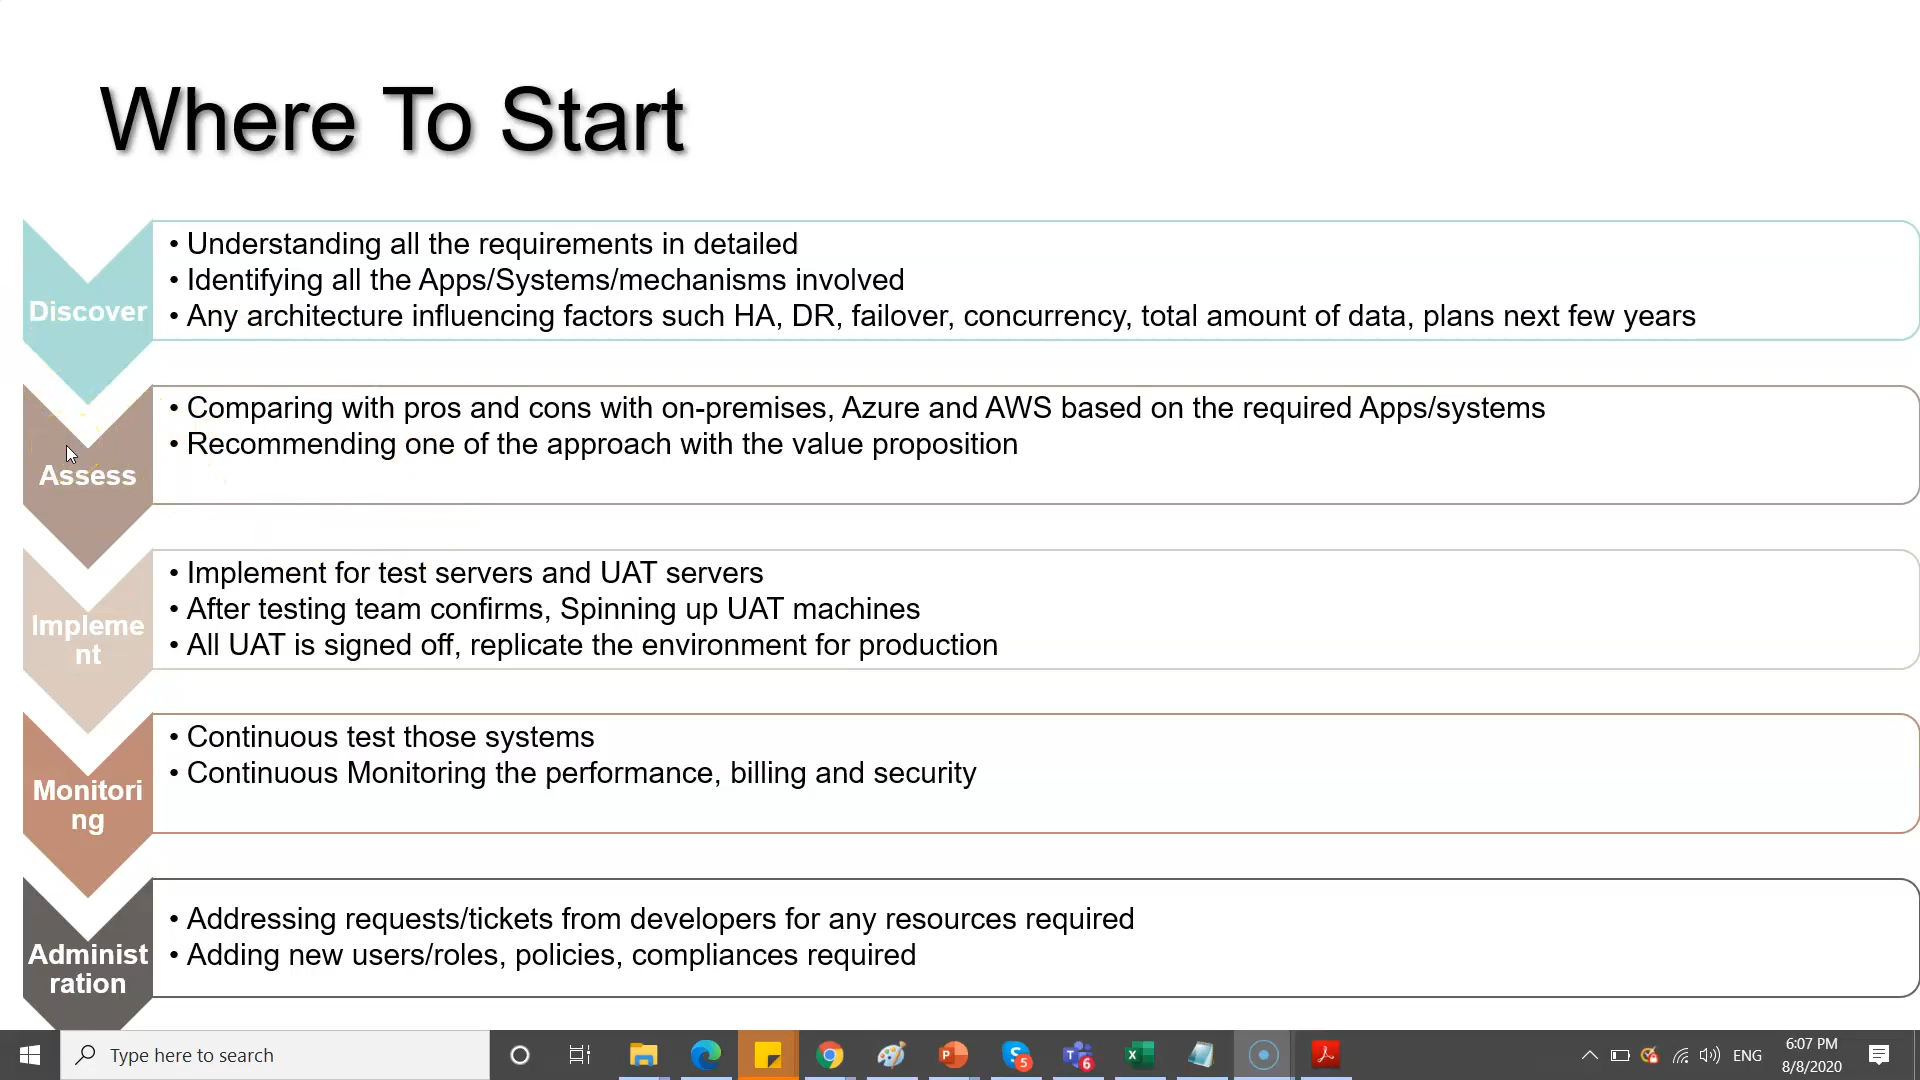 Where To Start
Discover
• Understanding all the requirements in detailed
• Identifying all the Apps/Systems/mechanisms involved
• Any architecture influencing factors such HA, DR, failover, concurrency, total amount of data, plans next few years
Assess
• Comparing with pros and cons with on-premises, Azure and AWS based on the required Apps/systems
• Recommending one of the approach with the value proposition
Impleme
nt
• Implement for test servers and UAT servers
• After testing team confirms, Spinning up UAT machines
• All UAT is signed off, replicate the environment for production
Monitori
ng
• Continuous test those systems
• Continuous Monitoring the performance, billing and security
Administ
ration
• Addressing requests/tickets from developers for any resources required
• Adding new users/roles, policies, compliances required
Type here to search
5
6
ENG
6:07 PM
8/8/2020